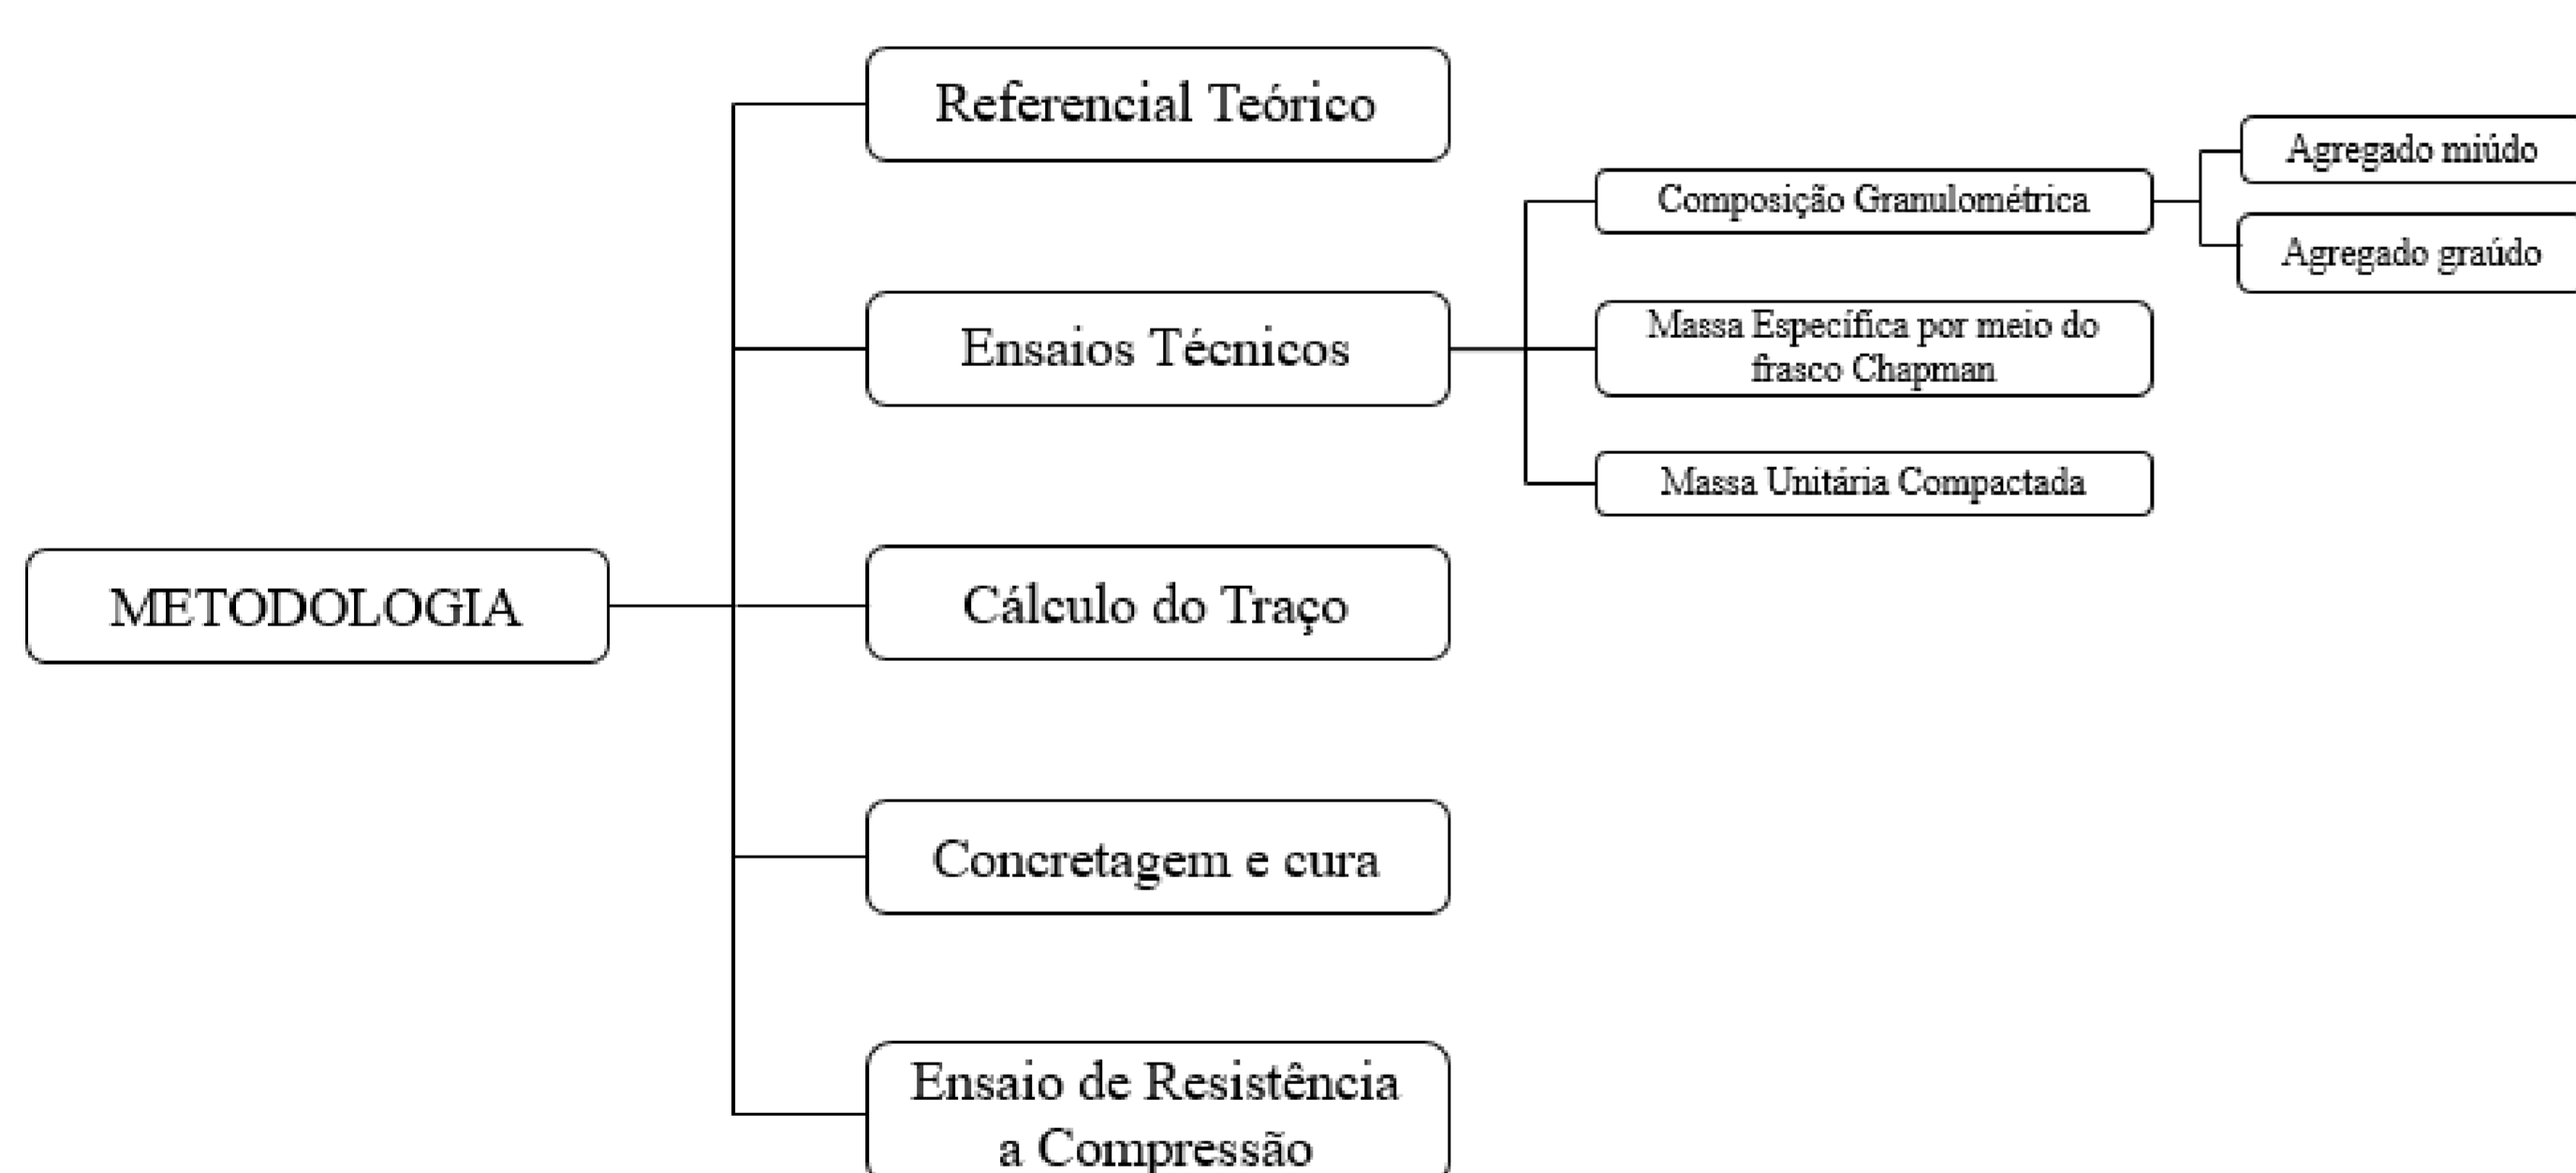 METODOLOGIA
Referencial Teórico
Ensaios Técnicos
Composição Granulométrica
Agregado miúdo
Agregado graúdo
Massa Específica por meio do
frasco Chapman
Massa Unitária Compactada
Cálculo do Traço
Concretagem e cura
Ensaio de Resistência
a Compressão